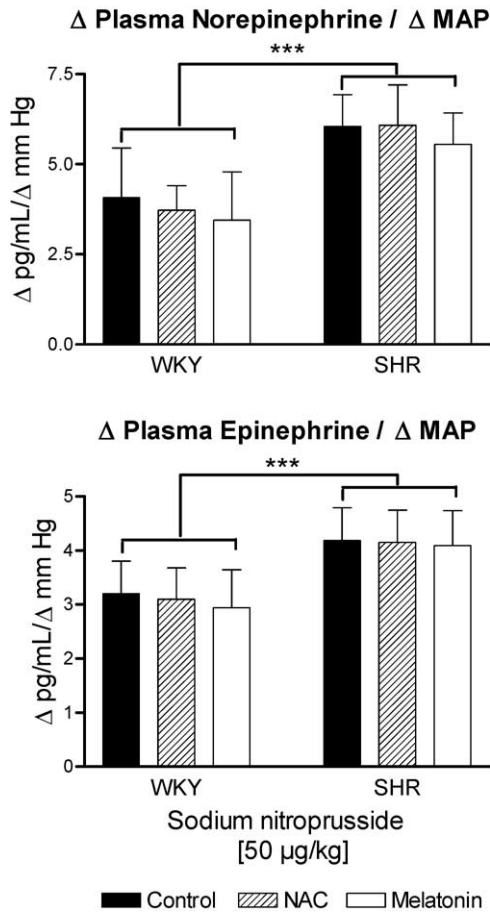 Δ Plasma Norepinephrine / Δ MAP
***
Δ pg/mL/Δ mm Hg
7.5
5.0
2.5
0.0
WKY SHR
Δ Plasma Epinephrine / Δ MAP
***
Δ pg/mL/Δ mm Hg
5
4
3
2
1
0
WKY SHR
Sodium nitroprusside
[50 µg/kg]
Control NAC Melatonin